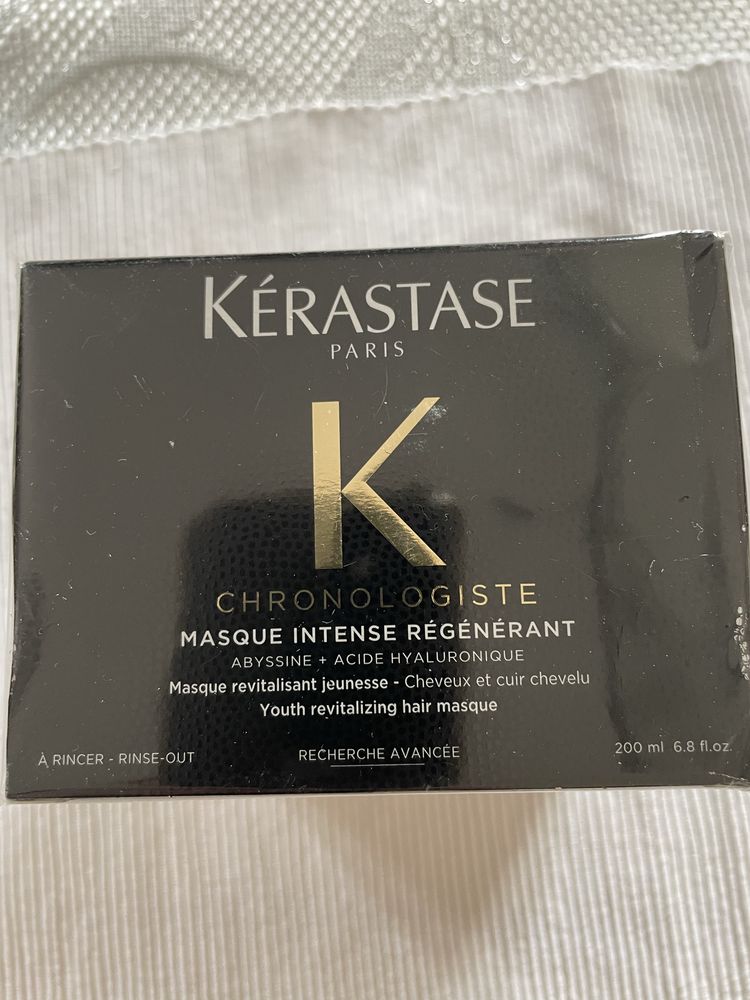 KÉRASTASE
PARIS
K
CHRONOLOGISTE
MASQUE INTENSE RÉGÉNÉRANT
ABYSSINE + ACIDE HYALURONIQUE
Masque revitalisant jeunesse - Cheveux et cuir chevelu
Youth revitalizing hair masque
À RINCER - RINSE-OUT RECHERCHE AVANCÉE 200 ml 6.8 fl.oz.